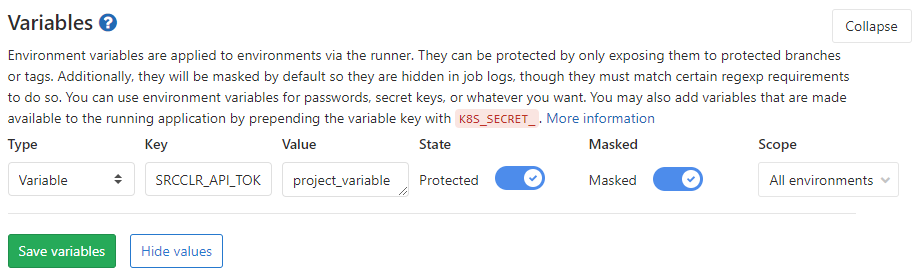 Variables ?
Collapse
Environment variables are applied to environments via the runner. They can be protected by only exposing them to protected branches
or tags. Additionally, they will be masked by default so they are hidden in job logs, though they must match certain regexp requirements
to do so. You can use environment variables for passwords, secret keys, or whatever you want. You may also add variables that are made
available to the running application by prepending the variable key with K8S_SECRET_. More information
Type Key Value State Masked Scope
Variable SRCCLR_API_TOK project_variable Protected Masked All environments
Save variables Hide values